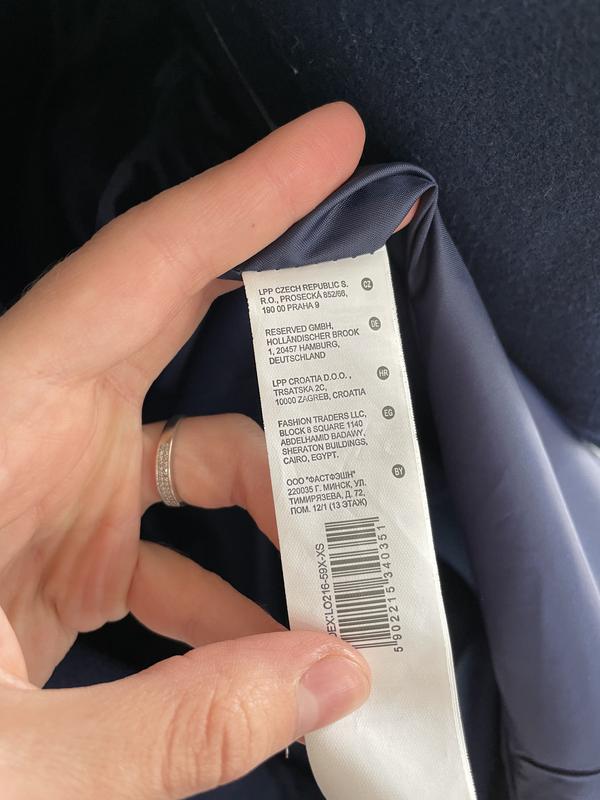 LPP CZECH REPUBLIC S.
R.O., PROSECKÁ 852/66,
190 00 PRAHA 9
CZ
RESERVED GMBH,
HOLLÄNDISCHER BROOK
1, 20457 HAMBURG,
DEUTSCHLAND
DE
LPP CROATIA D.O.O. ,
TRSATSKA 2C,
10000 ZAGREB, CROATIA
HR
FASHION TRADERS LLC,
BLOCK 8 SQUARE 1140
ABDELHAMID BADAWY,
SHERATON BUILDINGS,
CAIRO, EGYPT.
EG
ООО "ФАСТФЭШН"
220035 Г. МИНСК, УЛ.
ТИМИРЯЗЕВА, Д. 72,
ПОМ. 12/1 (13 ЭТАЖ)
BY
DEX:LO216-59X-XS
5902215340351